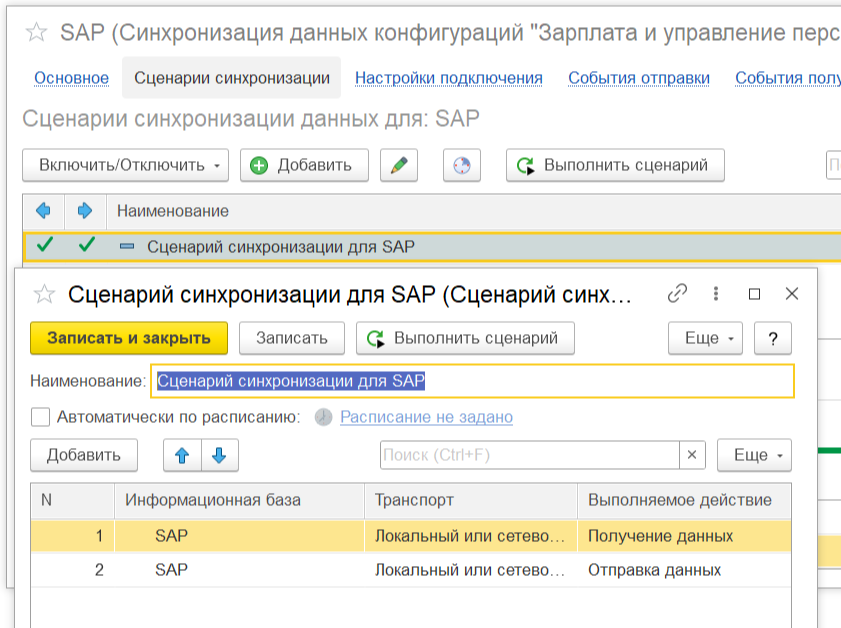 SAP (Синхронизация данных конфигураций "Зарплата и управление перс
Основное Сценарии синхронизации Настройки подключения События отправки События полу
Сценарии синхронизации данных для: SAP
Включить/Отключить Добавить Выполнить сценарий П
Наименование
Сценарий синхронизации для SAP
Сценарий синхронизации для SAP (Сценарий синх...
Записать и закрыть Записать Выполнить сценарий Еще ?
Наименование: Сценарий синхронизации для SAP
Автоматически по расписанию: Расписание не задано
Добавить Поиск (Ctrl+F) × Еще
N Информационная база Транспорт Выполняемое действие
1 SAP Локальный или сетево... Получение данных
2 SAP Локальный или сетево... Отправка данных